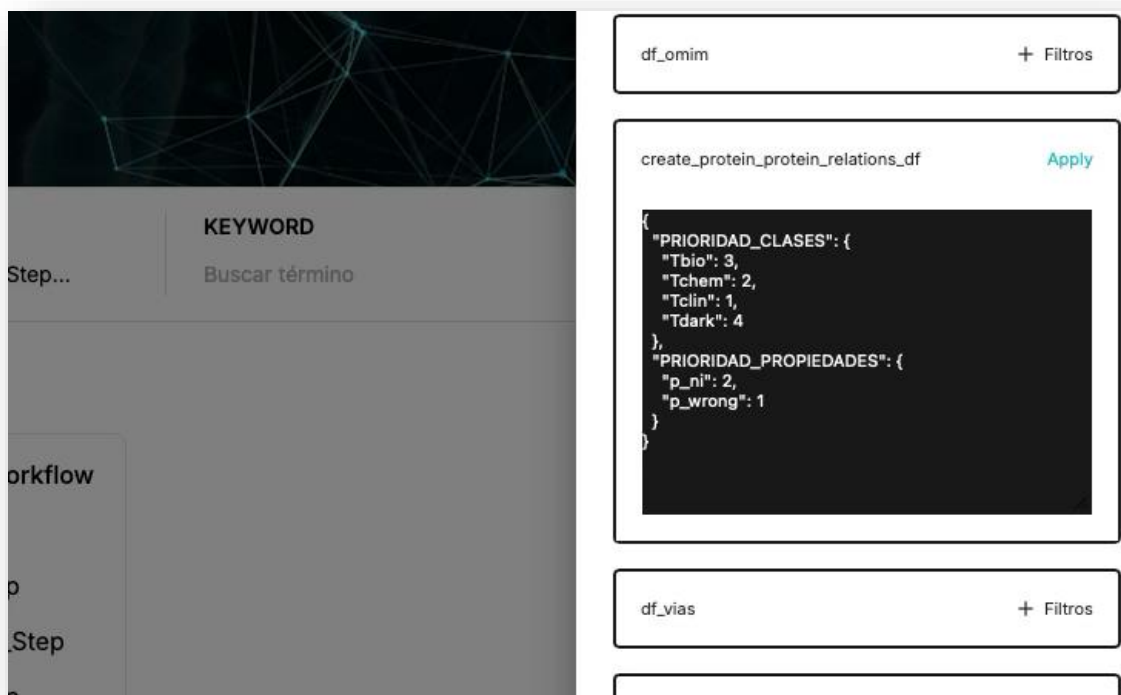 KEYWORD
Step...
Buscar término
orkflow
p
_Step
df_omim
+ Filtros
create_protein_protein_relations_df
Apply
{
"PRIORIDAD_CLASES": {
"Tbio": 3,
"Tchem": 2,
"Tclin": 1,
"Tdark": 4
},
"PRIORIDAD_PROPIEDADES": {
"p_ni": 2,
"p_wrong": 1
}
}
df_vias
+ Filtros